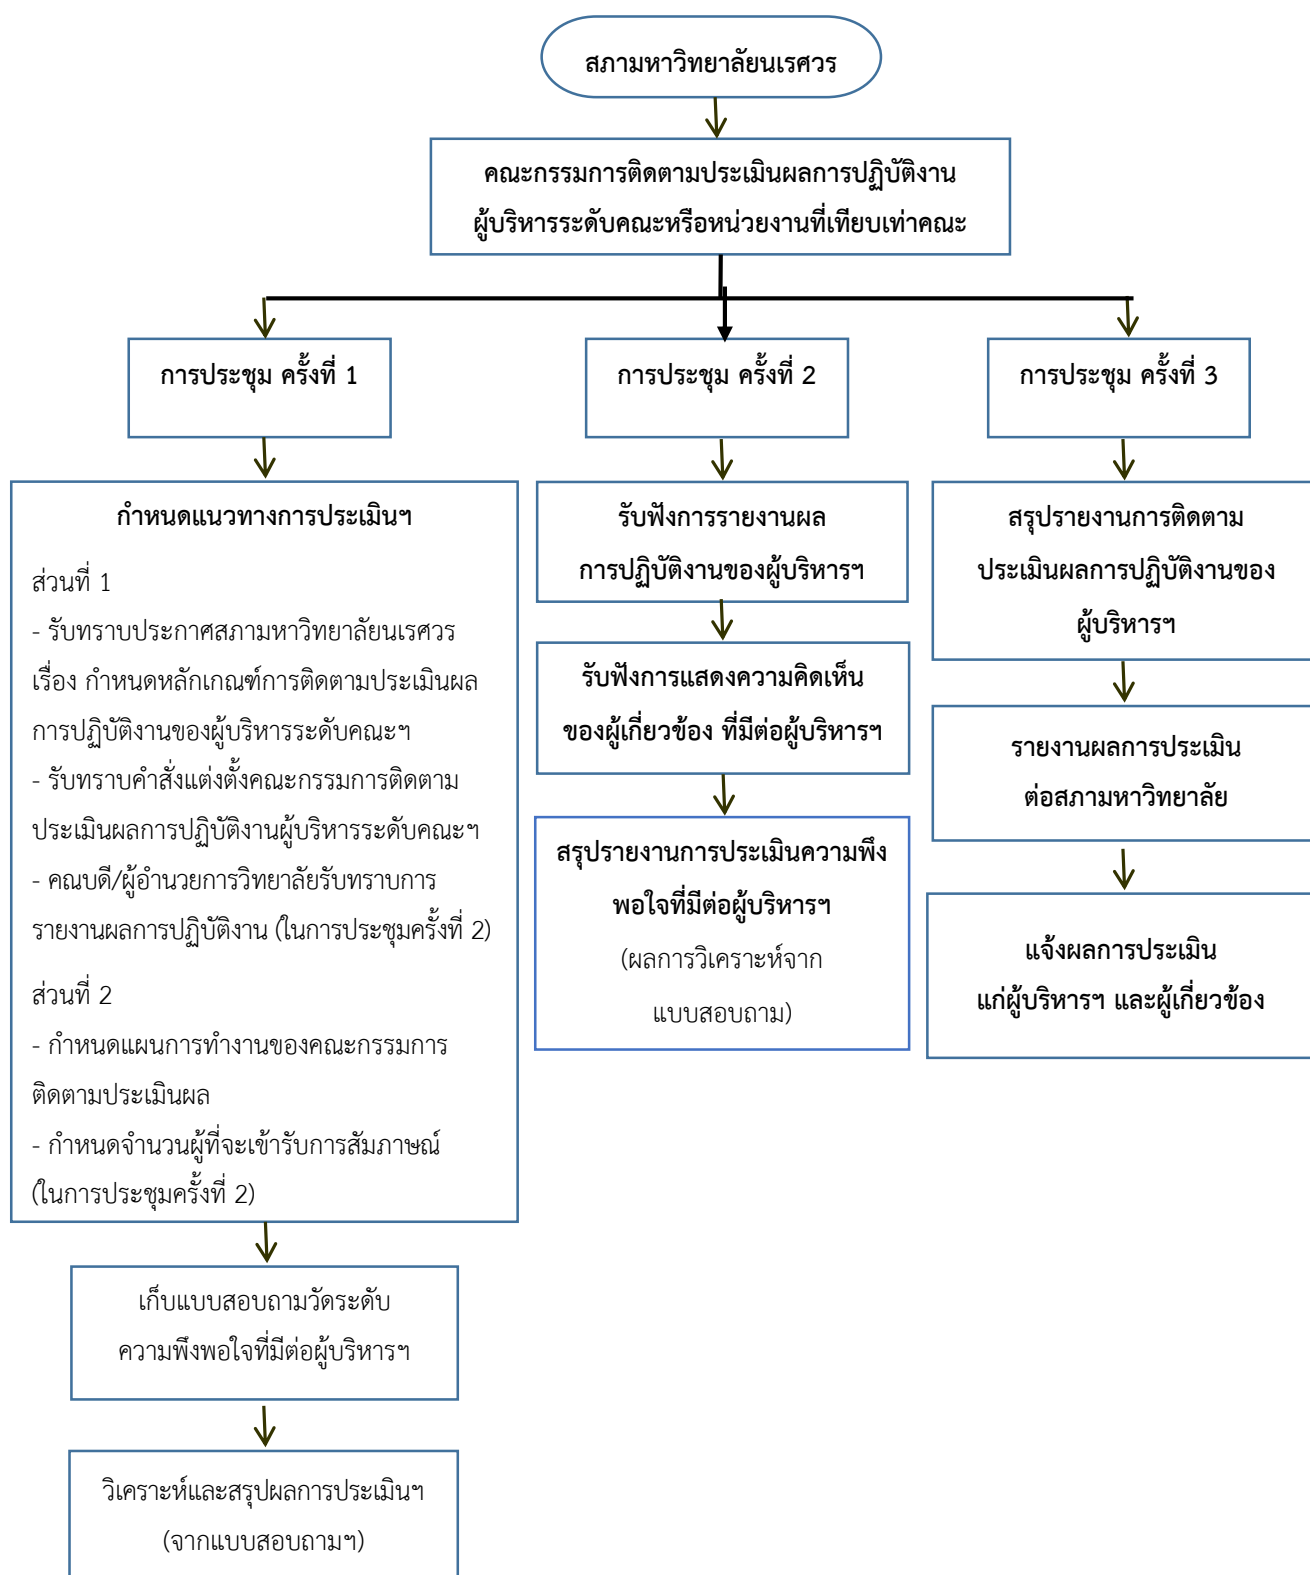 สภามหาวิทยาลัยนเรศวร
คณะกรรมการติดตามประเมินผลการปฏิบัติงาน
ผู้บริหารระดับคณะหรือหน่วยงานที่เทียบเท่าคณะ
การประชุม ครั้งที่ 1
กำหนดแนวทางการประเมินฯ
ส่วนที่ 1
- รับทราบประกาศสภามหาวิทยาลัยนเรศวร
เรื่อง กำหนดหลักเกณฑ์การติดตามประเมินผล
การปฏิบัติงานของผู้บริหารระดับคณะฯ
- รับทราบคำสั่งแต่งตั้งคณะกรรมการติดตาม
ประเมินผลการปฏิบัติงานผู้บริหารระดับคณะฯ
- คณบดี/ผู้อำนวยการวิทยาลัยรับทราบการ
รายงานผลการปฏิบัติงาน (ในการประชุมครั้งที่ 2)
ส่วนที่ 2
- กำหนดแผนการทำงานของคณะกรรมการ
ติดตามประเมินผล
- กำหนดจำนวนผู้ที่จะเข้ารับการสัมภาษณ์
(ในการประชุมครั้งที่ 2)
เก็บแบบสอบถามวัดระดับ
ความพึงพอใจที่มีต่อผู้บริหารฯ
วิเคราะห์และสรุปผลการประเมินฯ
(จากแบบสอบถามฯ)
การประชุม ครั้งที่ 2
รับฟังการรายงานผล
การปฏิบัติงานของผู้บริหารฯ
รับฟังการแสดงความคิดเห็น
ของผู้เกี่ยวข้อง ที่มีต่อผู้บริหารฯ
สรุปรายงานการประเมินความพึง
พอใจที่มีต่อผู้บริหารฯ
(ผลการวิเคราะห์จาก
แบบสอบถาม)
การประชุม ครั้งที่ 3
สรุปรายงานการติดตาม
ประเมินผลการปฏิบัติงานของ
ผู้บริหารฯ
รายงานผลการประเมิน
ต่อสภามหาวิทยาลัย
แจ้งผลการประเมิน
แก่ผู้บริหารฯ และผู้เกี่ยวข้อง